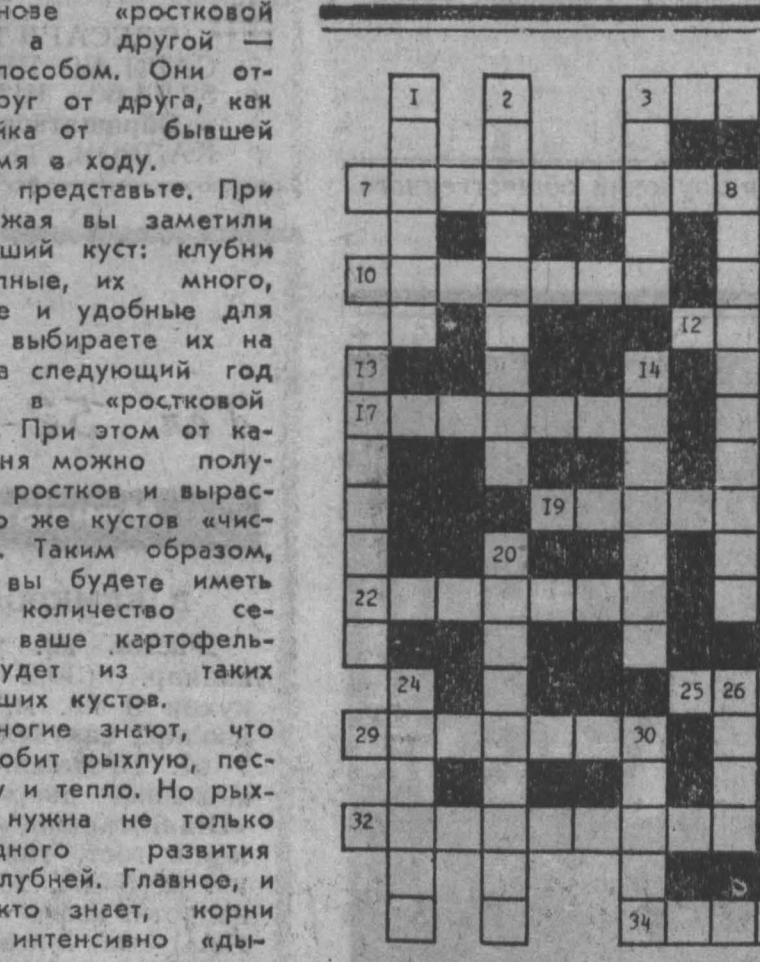 нове «ростковой
а другой —
пособом. Они от-
руг от друга, как
йка от бывшей
мя в ходу.
представьте. При
жая вы заметили
ший куст: клубни
пные, их много,
е и удобные для
выбираете их на
в следующий год
в «ростковой
. При этом от ка-
ня можно полу-
ростков и вырас-
о же кустов «чис-
. Таким образом,
вы будете иметь
количество се-
ваше картофель-
удет из таких
ших кустов.
ногие знают, что
юбит рыхлую, пес-
у и тепло. Но рых-
нужна не только
дного развития
лубней. Главное, и
кто знает, корни
интенсивно «ды-
1 2 3
7 8
10
12
13 14
17
19
20
22
24 25 26
29 30
32
34